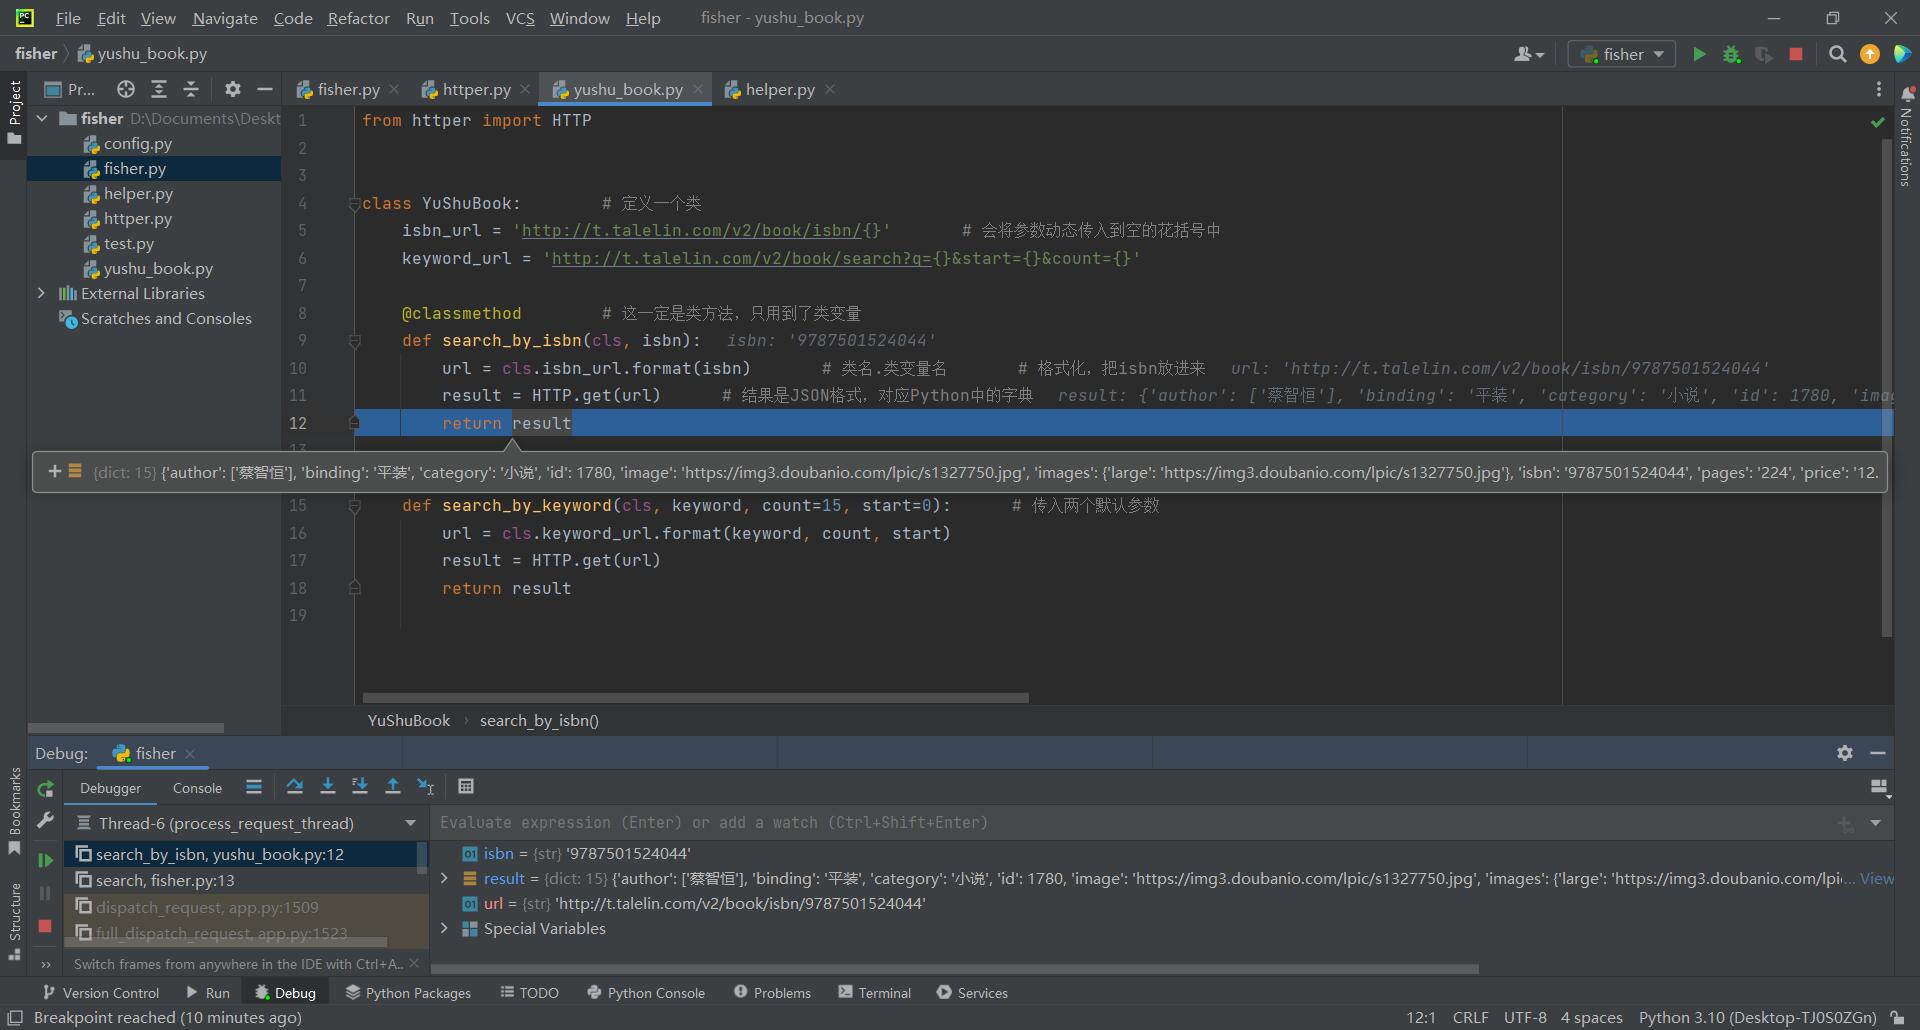 File Edit View Navigate Code Refactor Run Tools VCS Window Help fisher - yushu_book.py
fisher yushu_book.py fisher
Project
Pr...
fisher.py httper.py yushu_book.py helper.py
fisher D:\Documents\Deskt
config.py
fisher.py
helper.py
httper.py
test.py
yushu_book.py
External Libraries
Scratches and Consoles
1 from httper import HTTP
2
3
4 class YuShuBook: # 定义一个类
5 isbn_url = 'http://t.talelin.com/v2/book/isbn/{}' # 会将参数动态传入到空的花括号中
6 keyword_url = 'http://t.talelin.com/v2/book/search?q={}&start={}&count={}'
7
8 @classmethod # 这一定是类方法，只用到了类变量
9 def search_by_isbn(cls, isbn): isbn: '9787501524044'
10 url = cls.isbn_url.format(isbn) # 类名.类变量名 # 格式化，把isbn放进来 url: 'http://t.talelin.com/v2/book/isbn/9787501524044'
11 result = HTTP.get(url) # 结果是JSON格式，对应Python中的字典 result: {'author': ['蔡智恒'], 'binding': '平装', 'category': '小说', 'id': 1780, 'imag
12 return result
13
{dict: 15} {'author': ['蔡智恒'], 'binding': '平装', 'category': '小说', 'id': 1780, 'image': 'https://img3.doubanio.com/lpic/s1327750.jpg', 'images': {'large': 'https://img3.doubanio.com/lpic/s1327750.jpg'}, 'isbn': '9787501524044', 'pages': '224', 'price': '12.
15 def search_by_keyword(cls, keyword, count=15, start=0): # 传入两个默认参数
16 url = cls.keyword_url.format(keyword, count, start)
17 result = HTTP.get(url)
18 return result
19
YuShuBook › search_by_isbn()
Notifications
Debug: fisher
Debugger Console
Thread-6 (process_request_thread)
search_by_isbn, yushu_book.py:12
search, fisher.py:13
dispatch_request, app.py:1509
full_dispatch_request, app.py:1523
Switch frames from anywhere in the IDE with Ctrl+A...
Evaluate expression (Enter) or add a watch (Ctrl+Shift+Enter)
isbn = {str} '9787501524044'
result = {dict: 15} {'author': ['蔡智恒'], 'binding': '平装', 'category': '小说', 'id': 1780, 'image': 'https://img3.doubanio.com/lpic/s1327750.jpg', 'images': {'large': 'https://img3.doubanio.com/lpi... View
url = {str} 'http://t.talelin.com/v2/book/isbn/9787501524044'
Special Variables
Bookmarks
Structure
Version Control Run Debug Python Packages TODO Python Console Problems Terminal Services
Breakpoint reached (10 minutes ago) 12:1 CRLF UTF-8 4 spaces Python 3.10 (Desktop-TJ0S0ZGn)